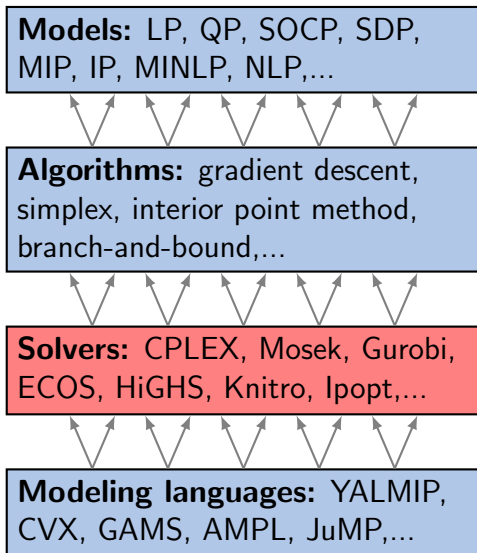 Models: LP, QP, SOCP, SDP,
MIP, IP, MINLP, NLP,...
Algorithms: gradient descent,
simplex, interior point method,
branch-and-bound,...
Solvers: CPLEX, Mosek, Gurobi,
ECOS, HiGHS, Knitro, Ipopt,...
Modeling languages: YALMIP,
CVX, GAMS, AMPL, JuMP,...